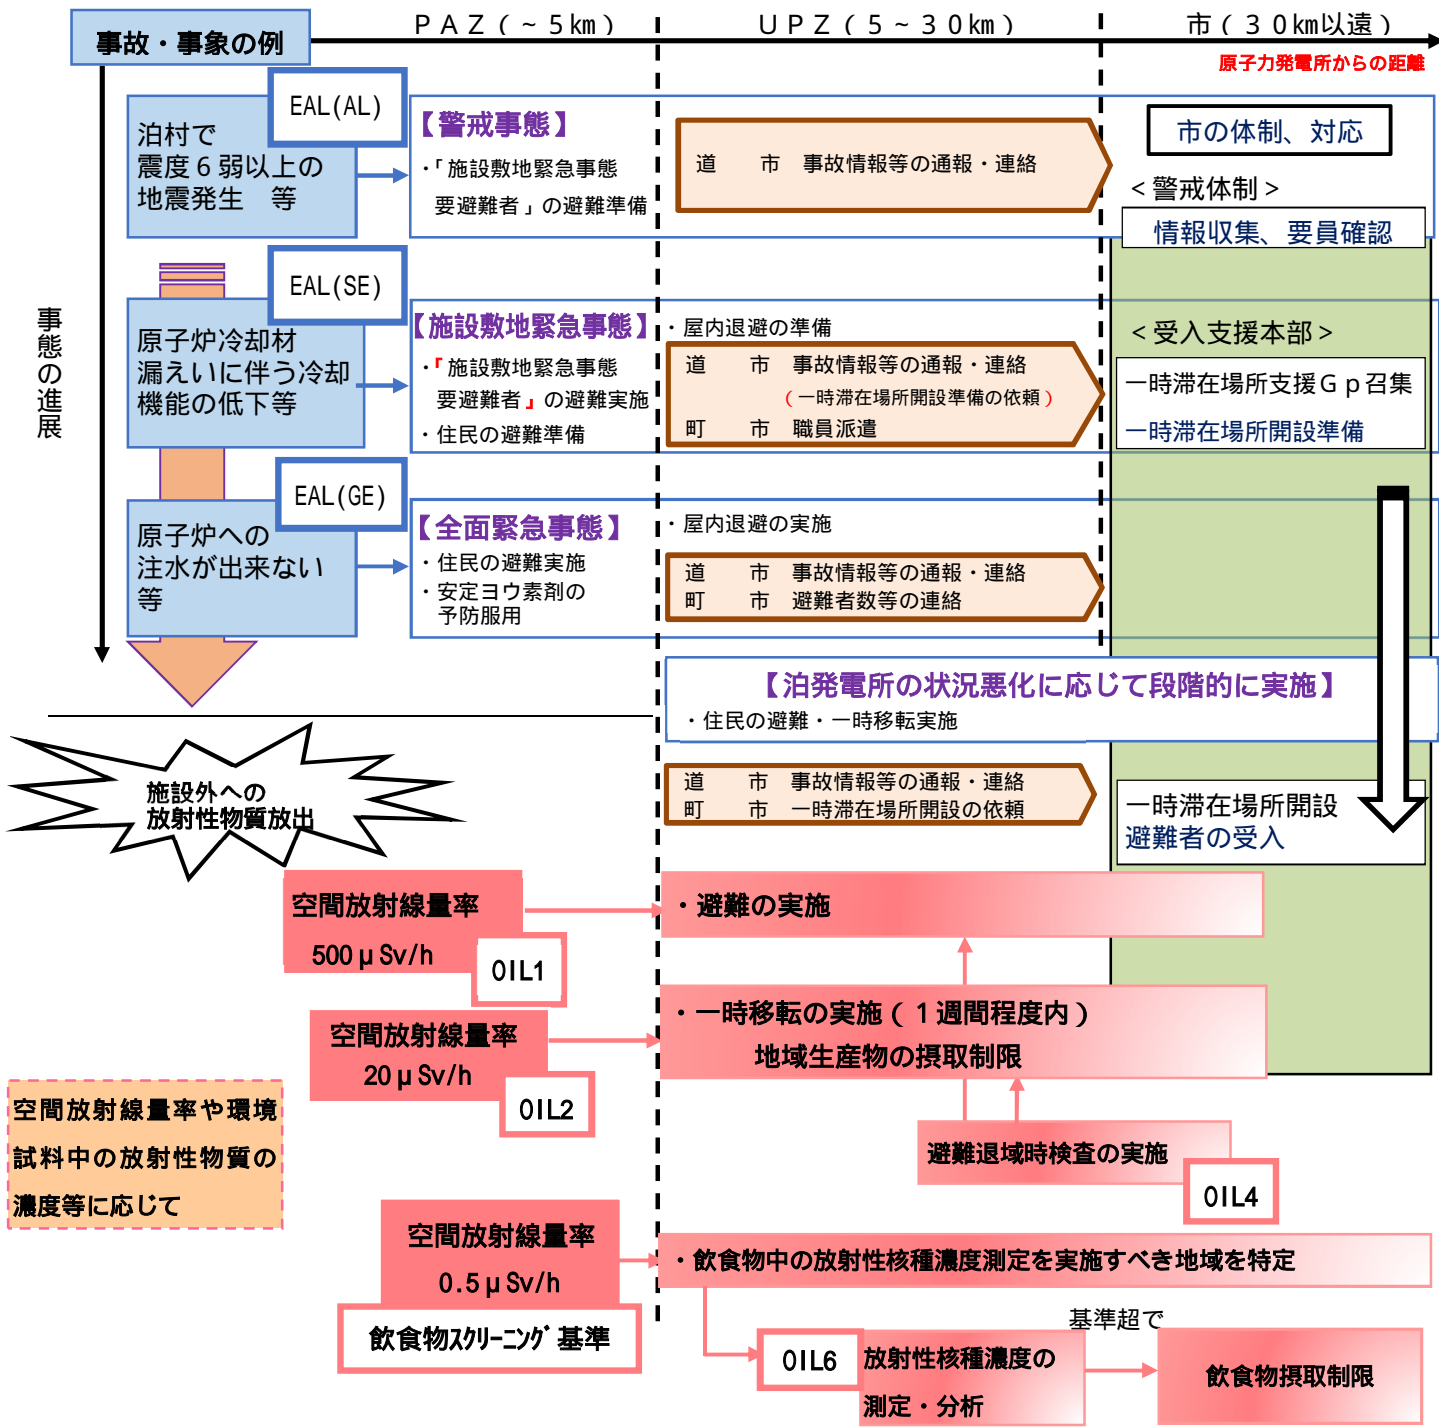 事故・事象の例
ＰＡＺ（～５㎞）
ＵＰＺ（５～３０㎞）
市（３０㎞以遠）
原子力発電所からの距離
事態の進展
泊村で
震度６弱以上の
地震発生　等
EAL(AL)
【警戒事態】
・「施設敷地緊急事態
要避難者」の避難準備
道　　市　事故情報等の通報・連絡
市の体制、対応
＜警戒体制＞
情報収集、要員確認
原子炉冷却材
漏えいに伴う冷却
機能の低下等
EAL(SE)
【施設敷地緊急事態】
・「施設敷地緊急事態
要避難者」の避難実施
・住民の避難準備
・屋内退避の準備
道　　市　事故情報等の通報・連絡
（一時滞在場所開設準備の依頼）
町　　市　職員派遣
＜受入支援本部＞
一時滞在場所支援Ｇｐ召集
一時滞在場所開設準備
原子炉への
注水が出来ない
等
EAL(GE)
【全面緊急事態】
・住民の避難実施
・安定ヨウ素剤の
予防服用
・屋内退避の実施
道　　市　事故情報等の通報・連絡
町　　市　避難者数等の連絡
【泊発電所の状況悪化に応じて段階的に実施】
・住民の避難・一時移転実施
施設外への
放射性物質放出
道　　市　事故情報等の通報・連絡
町　　市　一時滞在場所開設の依頼
一時滞在場所開設
避難者の受入
空間放射線量率
500μSv/h
OIL1
・避難の実施
空間放射線量率
20μSv/h
OIL2
・一時移転の実施（１週間程度内）
地域生産物の摂取制限
空間放射線量率や環境
試料中の放射性物質の
濃度等に応じて
避難退域時検査の実施
OIL4
空間放射線量率
0.5μSv/h
飲食物ｽｸﾘｰﾆﾝｸﾞ基準
・飲食物中の放射性核種濃度測定を実施すべき地域を特定
OIL6
放射性核種濃度の
測定・分析
基準超で
飲食物摂取制限